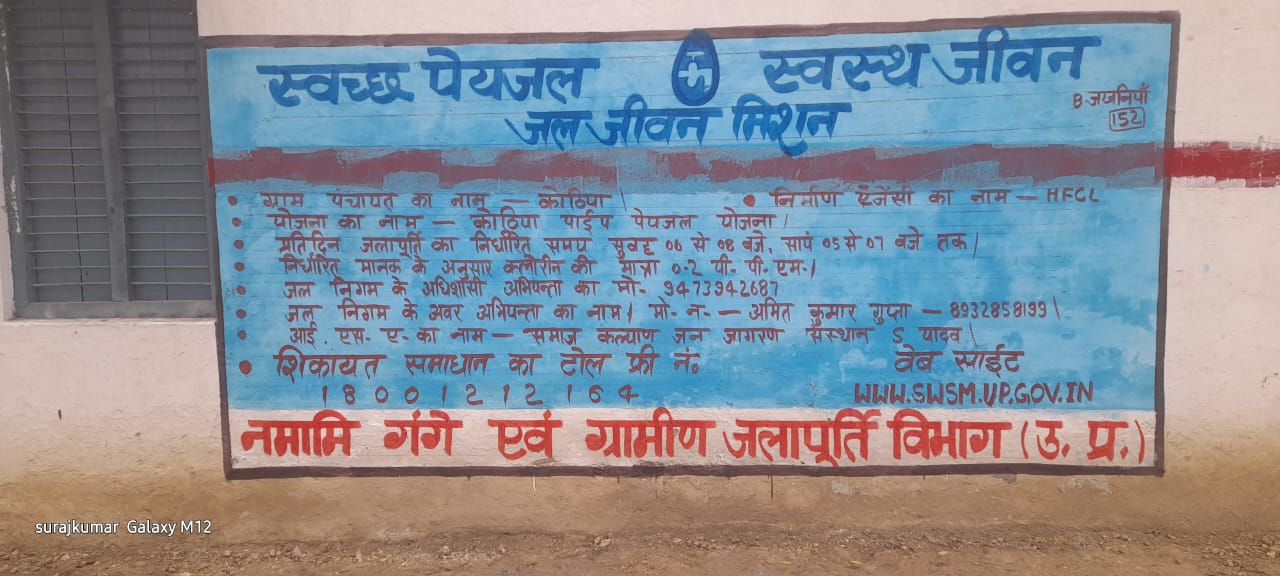 स्वच्छ पेयजल स्वस्थ जीवन
जल जीवन मिशन
B- जखनियाँ
152
• ग्राम पंचायत का नाम — कोठिया। • निर्माण एजेंसी का नाम — HFCL
• योजना का नाम — कोठिया पाईप पेयजल योजना।
• प्रतिदिन जलापूर्ति का निर्धारित समय सुवह 06 से 08 बजे, सायं 05 से 07 बजे तक।
• निर्धारित मानक के अनुसार क्लोरीन की मात्रा 0-2 पी- पी- एम-।
• जल निगम के अधिशासी अभियन्ता का मो- 9473942687
• जल निगम के अवर अभियन्ता का नाम। मो- न- — अमित कुमार गुप्ता — 8932858199।
• आई. एस- ए- का नाम — समाज कल्याण जन जागरण संस्थान S यादव।
• शिकायत समाधान का टोल फ्री नं० वेब साईट
18001212164 WWW.SWSM.UP.GOV.IN
नमामि गंगे एवं ग्रामीण जलापूर्ति विभाग (उ. प्र.)
surajkumar Galaxy M12